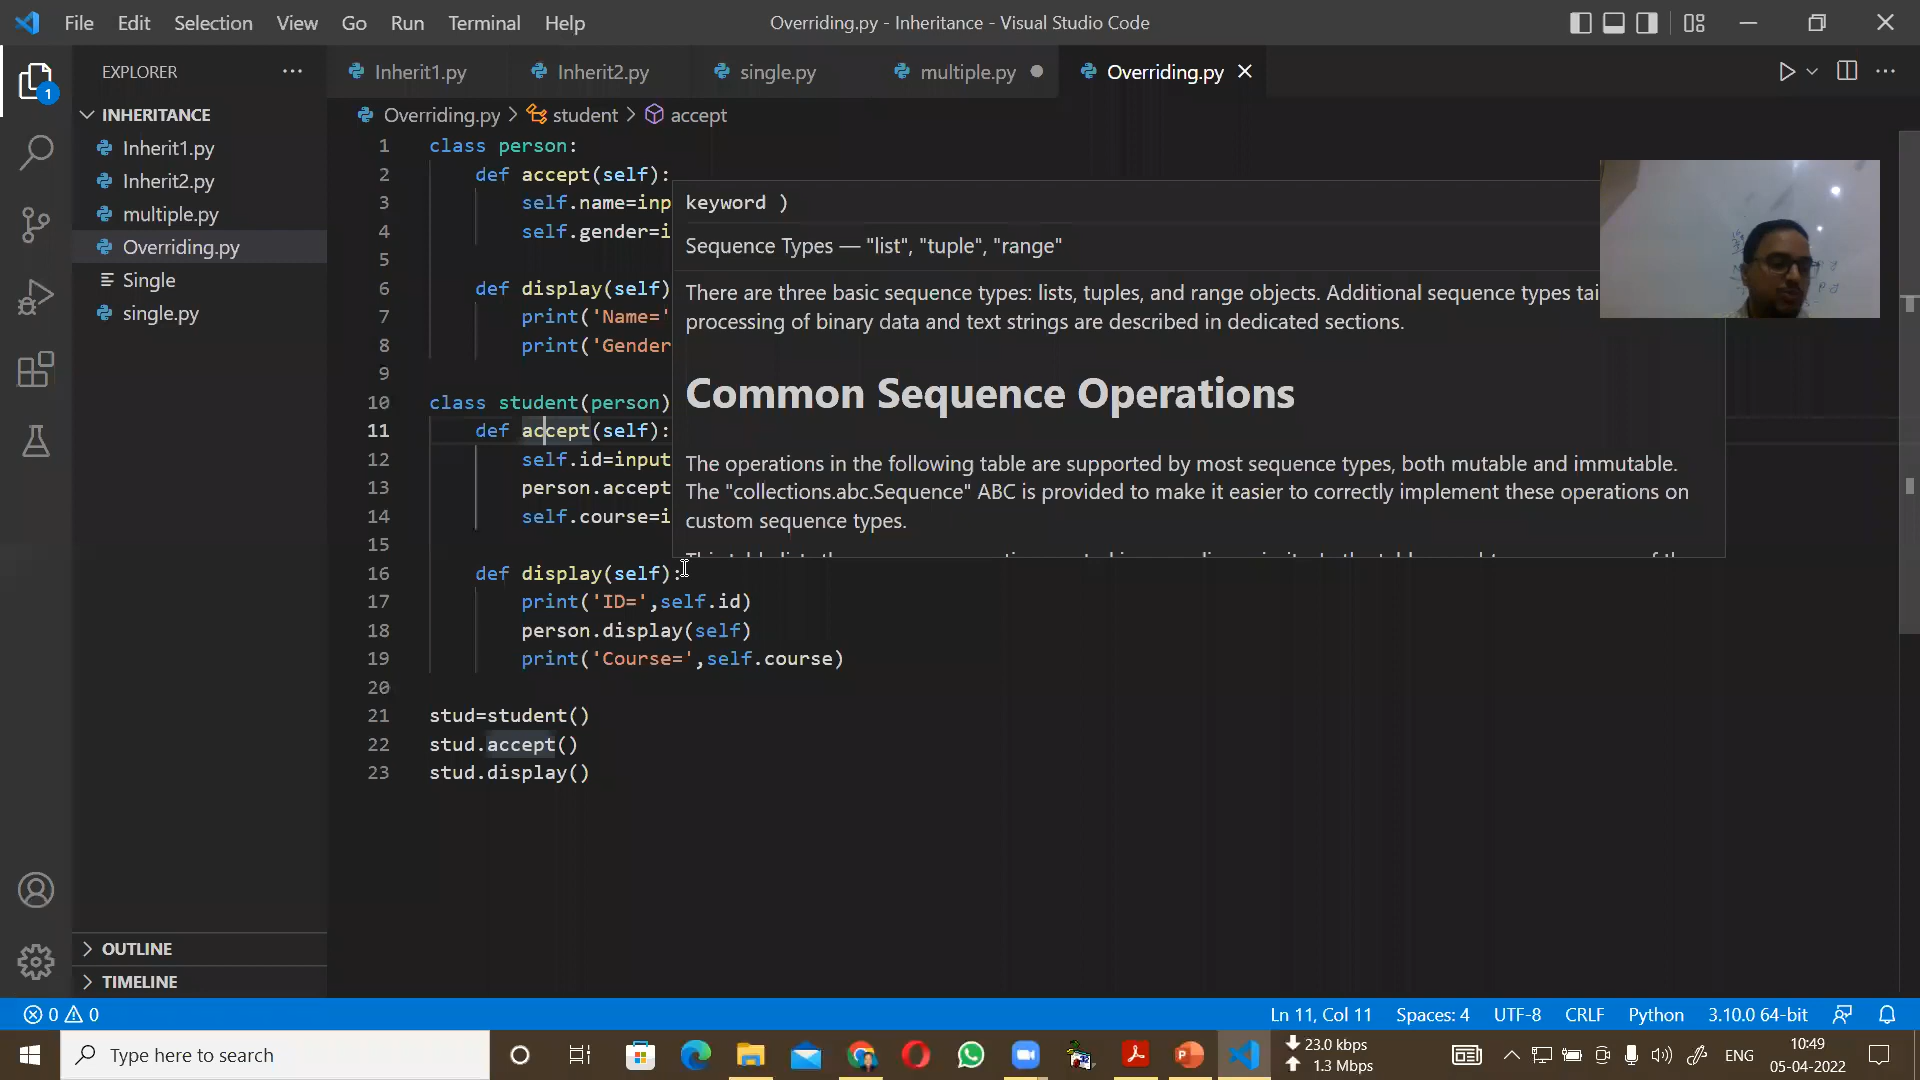 File Edit Selection View Go Run Terminal Help
Overriding.py - Inheritance - Visual Studio Code
EXPLORER
1
INHERITANCE
Inherit1.py
Inherit2.py
multiple.py
Overriding.py
Single
single.py
OUTLINE
TIMELINE
Inherit1.py Inherit2.py single.py multiple.py Overriding.py
Overriding.py > student > accept
1 class person:
2 def accept(self):
3 self.name=inp
4 self.gender=i
5
6 def display(self)
7 print('Name='
8 print('Gender
9
10 class student(person)
11 def accept(self):
12 self.id=input
13 person.accept
14 self.course=i
15
16 def display(self):
17 print('ID=',self.id)
18 person.display(self)
19 print('Course=',self.course)
20
21 stud=student()
22 stud.accept()
23 stud.display()
keyword )
Sequence Types — "list", "tuple", "range"
There are three basic sequence types: lists, tuples, and range objects. Additional sequence types tai
processing of binary data and text strings are described in dedicated sections.
Common Sequence Operations
The operations in the following table are supported by most sequence types, both mutable and immutable.
The "collections.abc.Sequence" ABC is provided to make it easier to correctly implement these operations on
custom sequence types.
0 0
Ln 11, Col 11 Spaces: 4 UTF-8 CRLF Python 3.10.0 64-bit
Type here to search
23.0 kbps
1.3 Mbps
ENG
10:49
05-04-2022